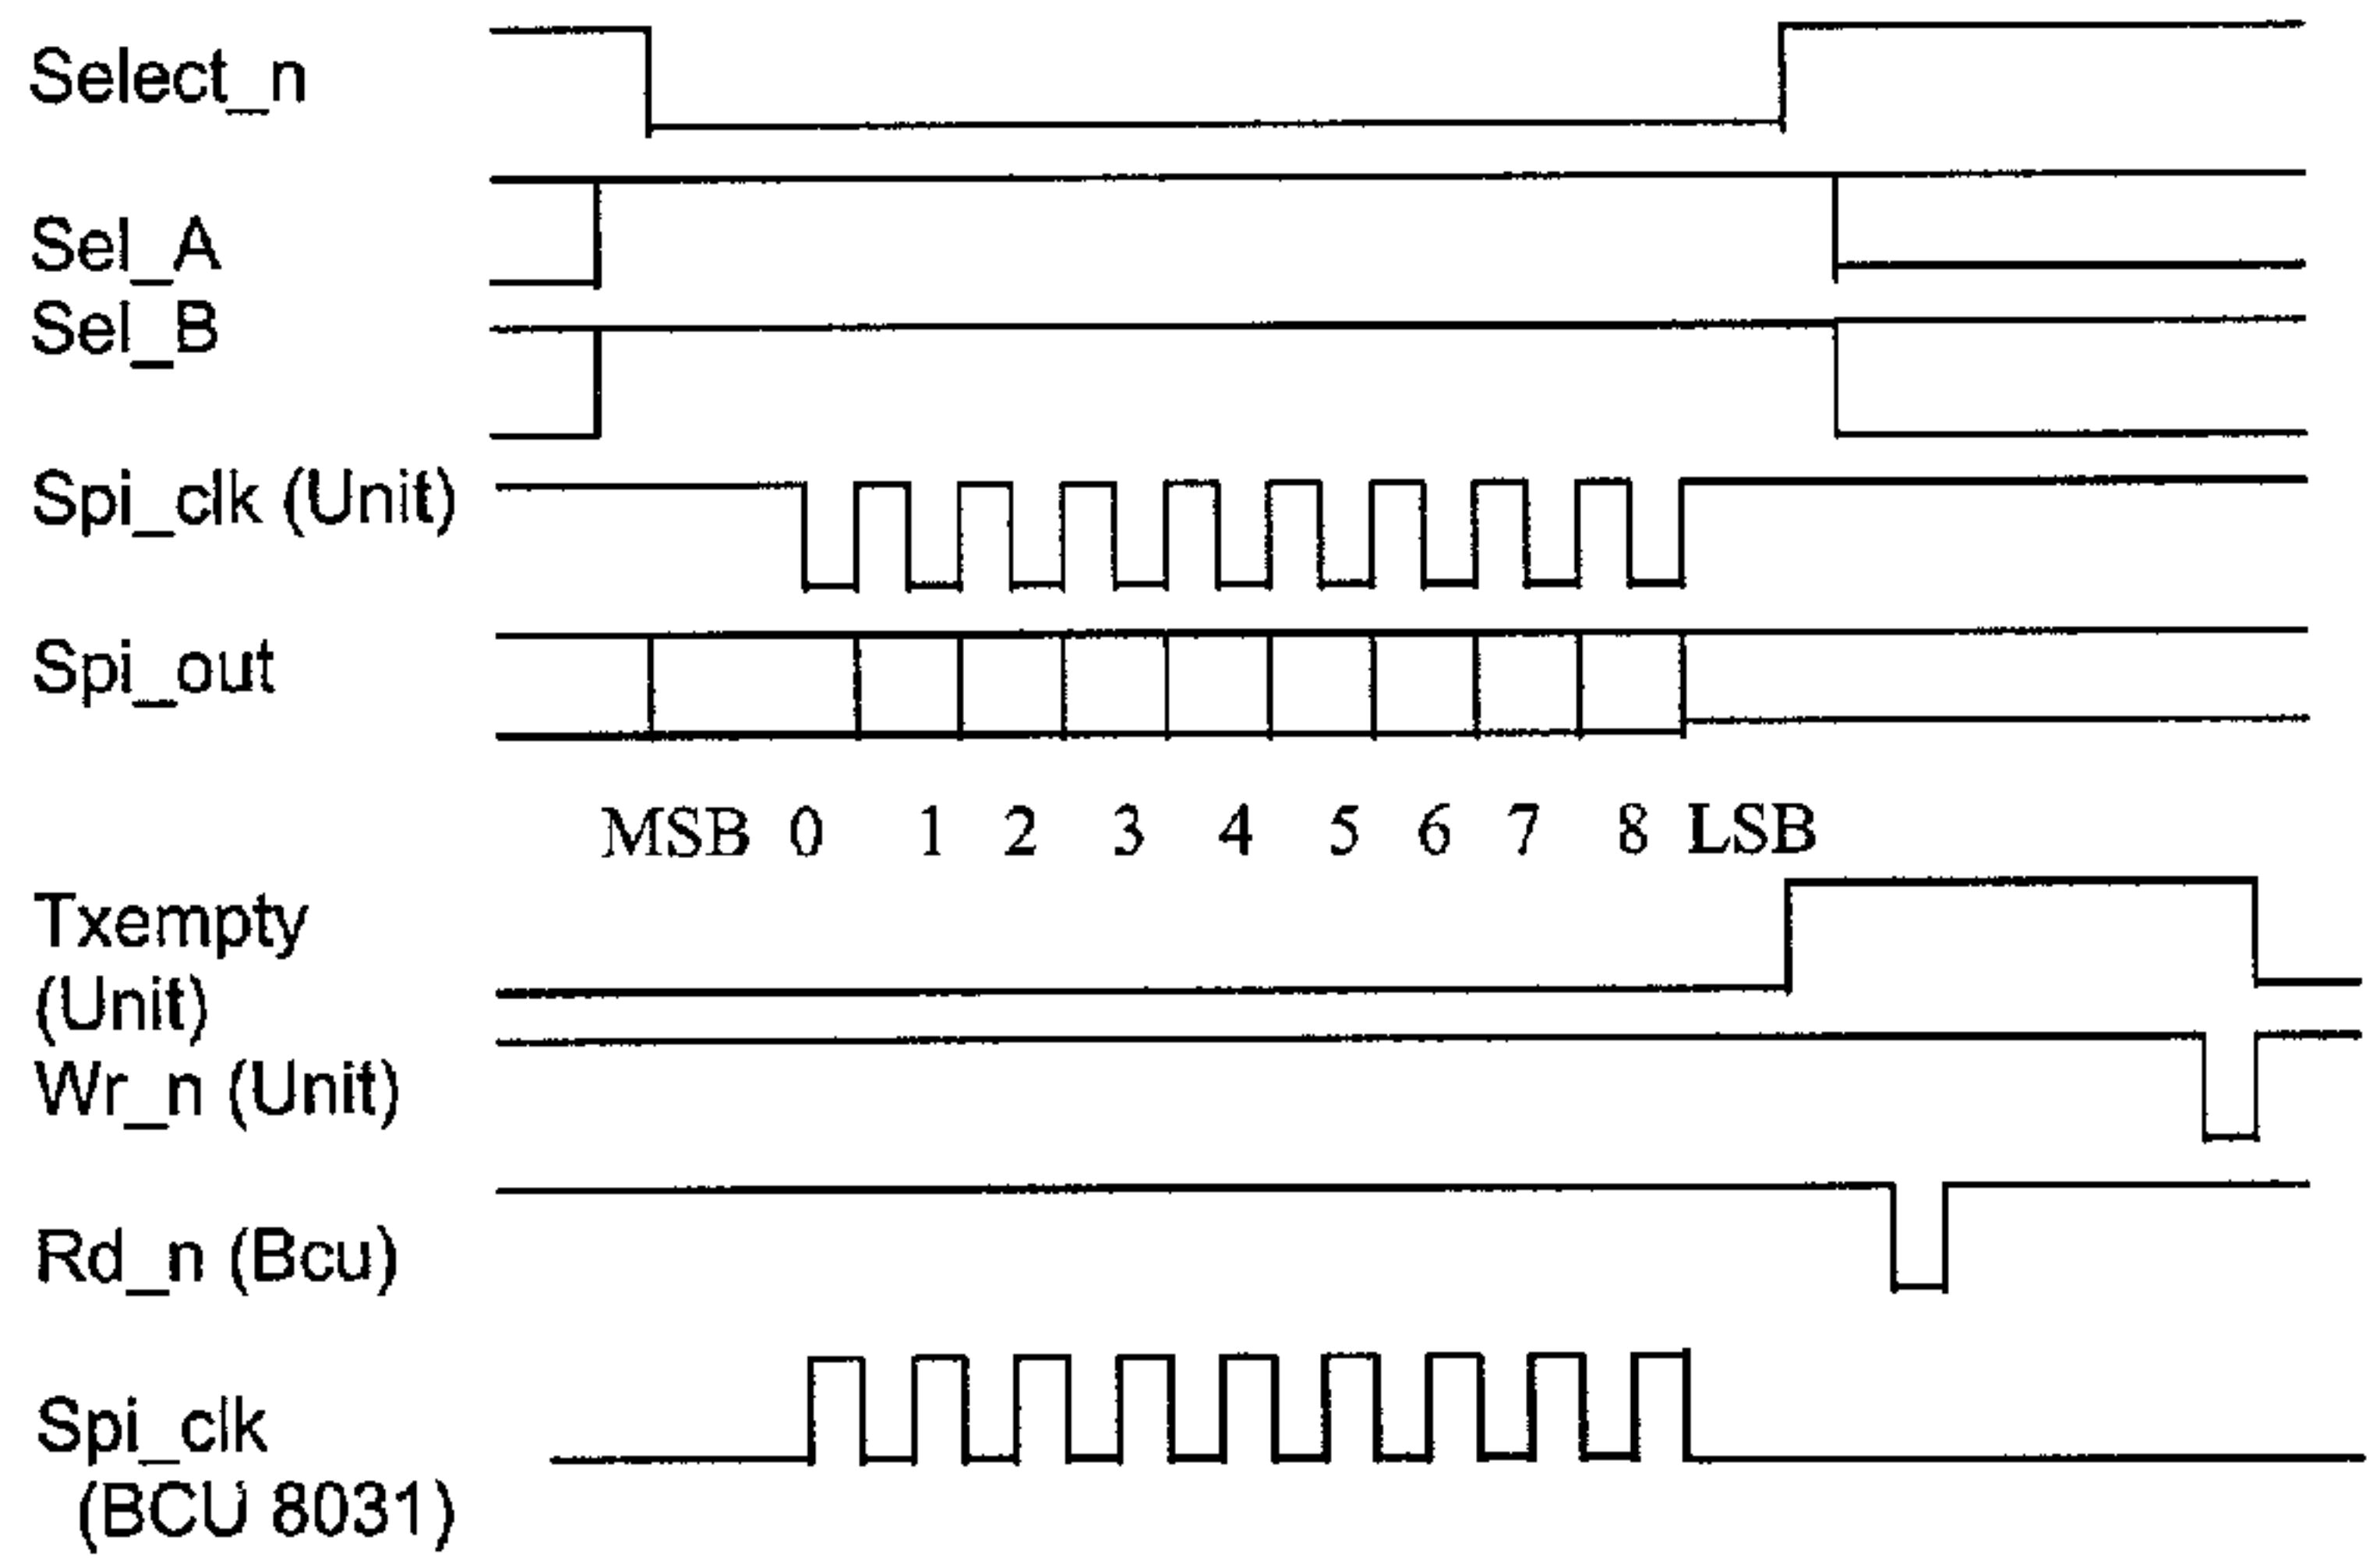 Select_n
Sel_A
Sel_B
Spi_clk (Unit)
Spi_out
MSB 0 1 2 3 4 5 6 7 8 LSB
Txempty
(Unit)
Wr_n (Unit)
Rd_n (Bcu)
Spi_clk
(BCU 8031)